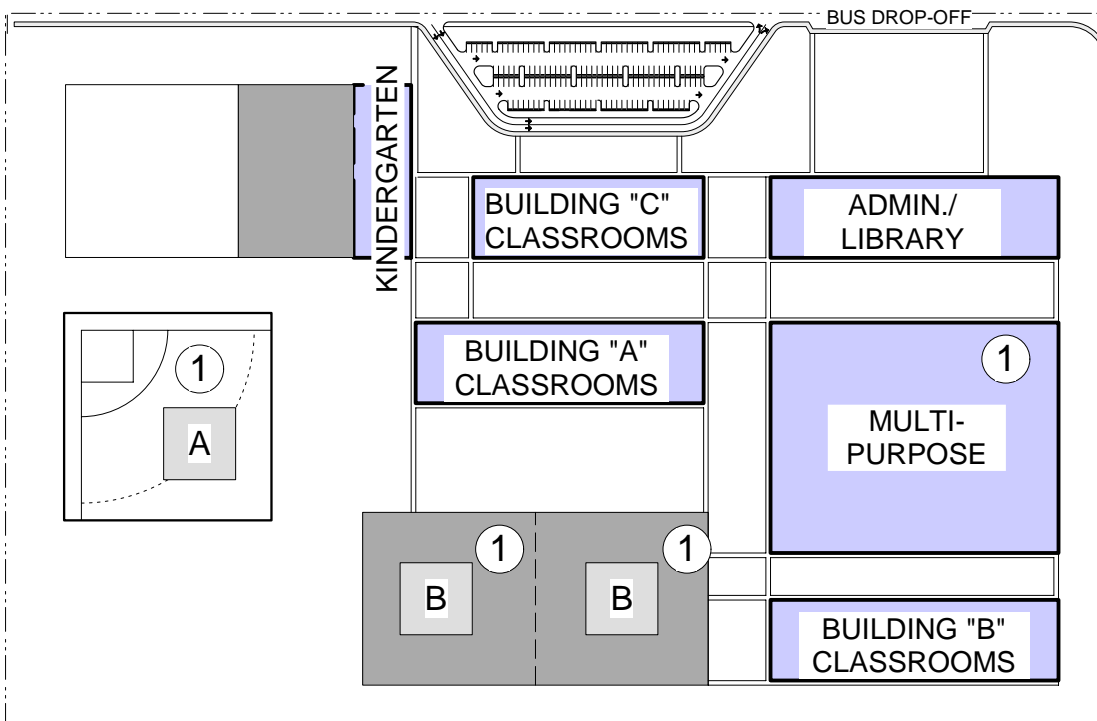 BUS DROP-OFF
KINDERGARTEN
BUILDING "C"
CLASSROOMS
ADMIN./
LIBRARY
1
A
BUILDING "A"
CLASSROOMS
1
MULTI-
PURPOSE
1
1
B
B
BUILDING "B"
CLASSROOMS